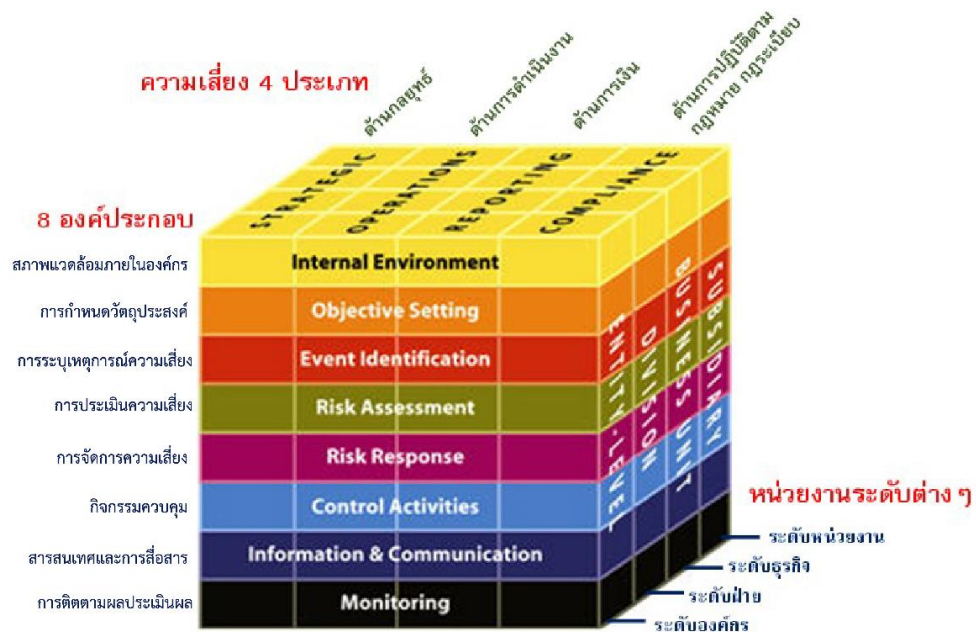 ความเสี่ยง 4 ประเภท
ด้านกลยุทธ์
ด้านการดำเนินงาน
ด้านการเงิน
ด้านการปฏิบัติตาม
กฎหมาย กฎระเบียบ
STRATEGIC
OPERATIONS
REPORTING
COMPLIANCE
8 องค์ประกอบ
สภาพแวดล้อมภายในองค์กร
Internal Environment
การกำหนดวัตถุประสงค์
Objective Setting
การระบุเหตุการณ์ความเสี่ยง
Event Identification
การประเมินความเสี่ยง
Risk Assessment
การจัดการความเสี่ยง
Risk Response
กิจกรรมควบคุม
Control Activities
สารสนเทศและการสื่อสาร
Information & Communication
การติดตามผลประเมินผล
Monitoring
ENTITY-LEVEL
DIVISION
BUSINESS UNIT
SUBSIDIARY
หน่วยงานระดับต่าง ๆ
ระดับหน่วยงาน
ระดับธุรกิจ
ระดับฝ่าย
ระดับองค์กร